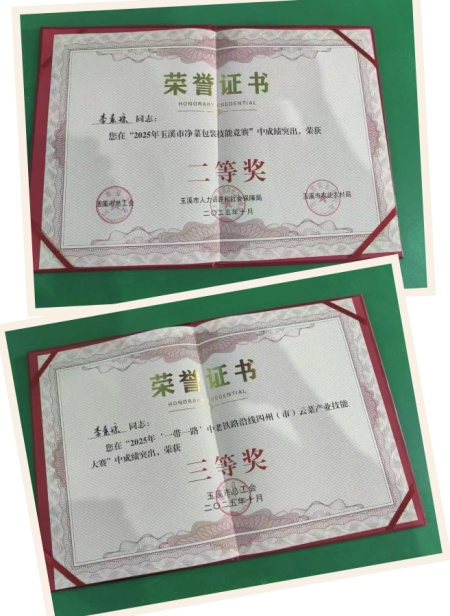 荣誉证书
HONORARY CREDENTIAL
同志：
您在“2025年玉溪市净菜包装技能竞赛”中成绩突出，荣获
二等奖
玉溪市总工会 玉溪市人力资源和社会保障局 玉溪市农业农村局
二〇二五年十月
荣誉证书
HONORARY CREDENTIAL
同志：
您在“2025年‘一带一路’中老铁路沿线四州（市）云菜产业技能
大赛”中成绩突出，荣获
三等奖
玉溪市总工会
二〇二五年十月